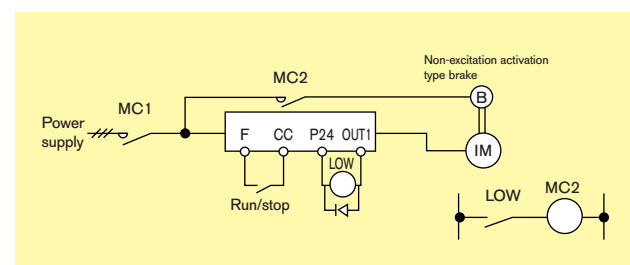 Non-excitation activation
type brake
MC2
B
MC1
Power
supply
F CC P24 OUT1
IM
LOW
Run/stop
LOW MC2